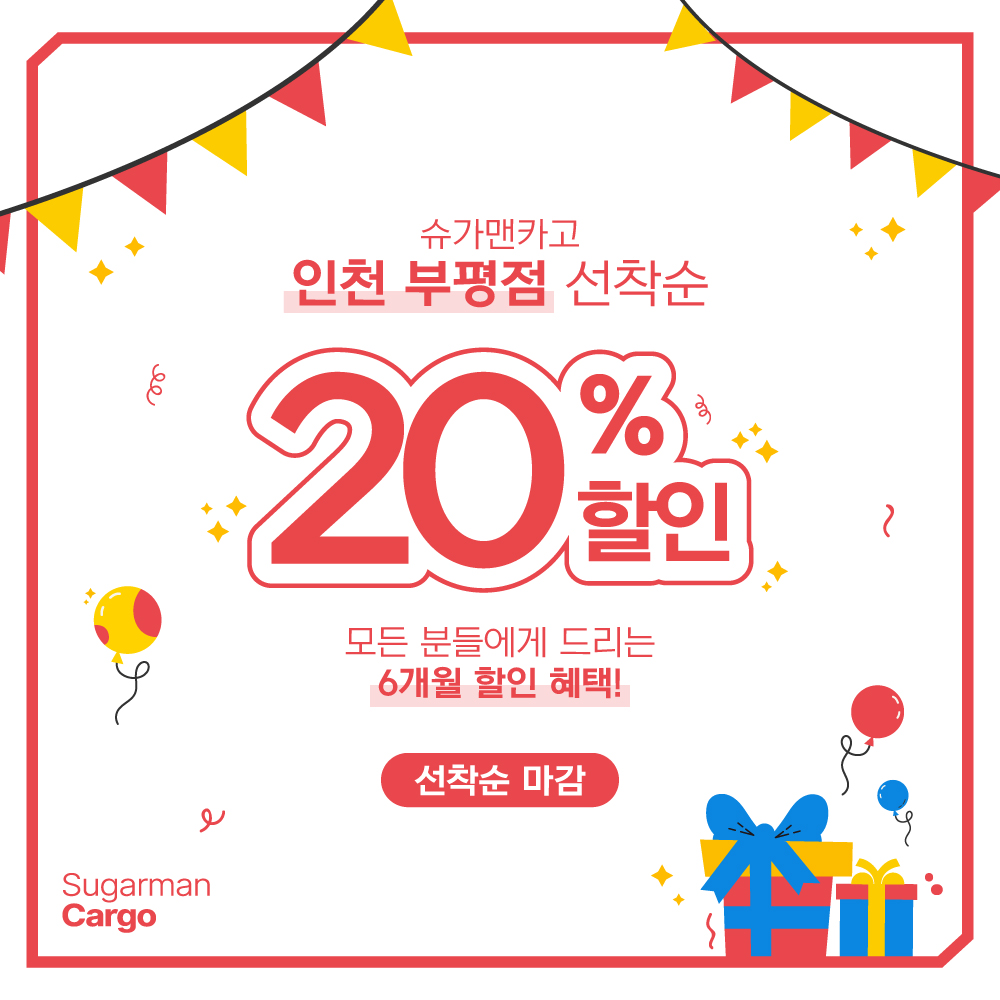 슈가맨카고
인천 부평점 선착순
20%
할인
모든 분들에게 드리는
6개월 할인 혜택!
선착순 마감
Sugarman
Cargo